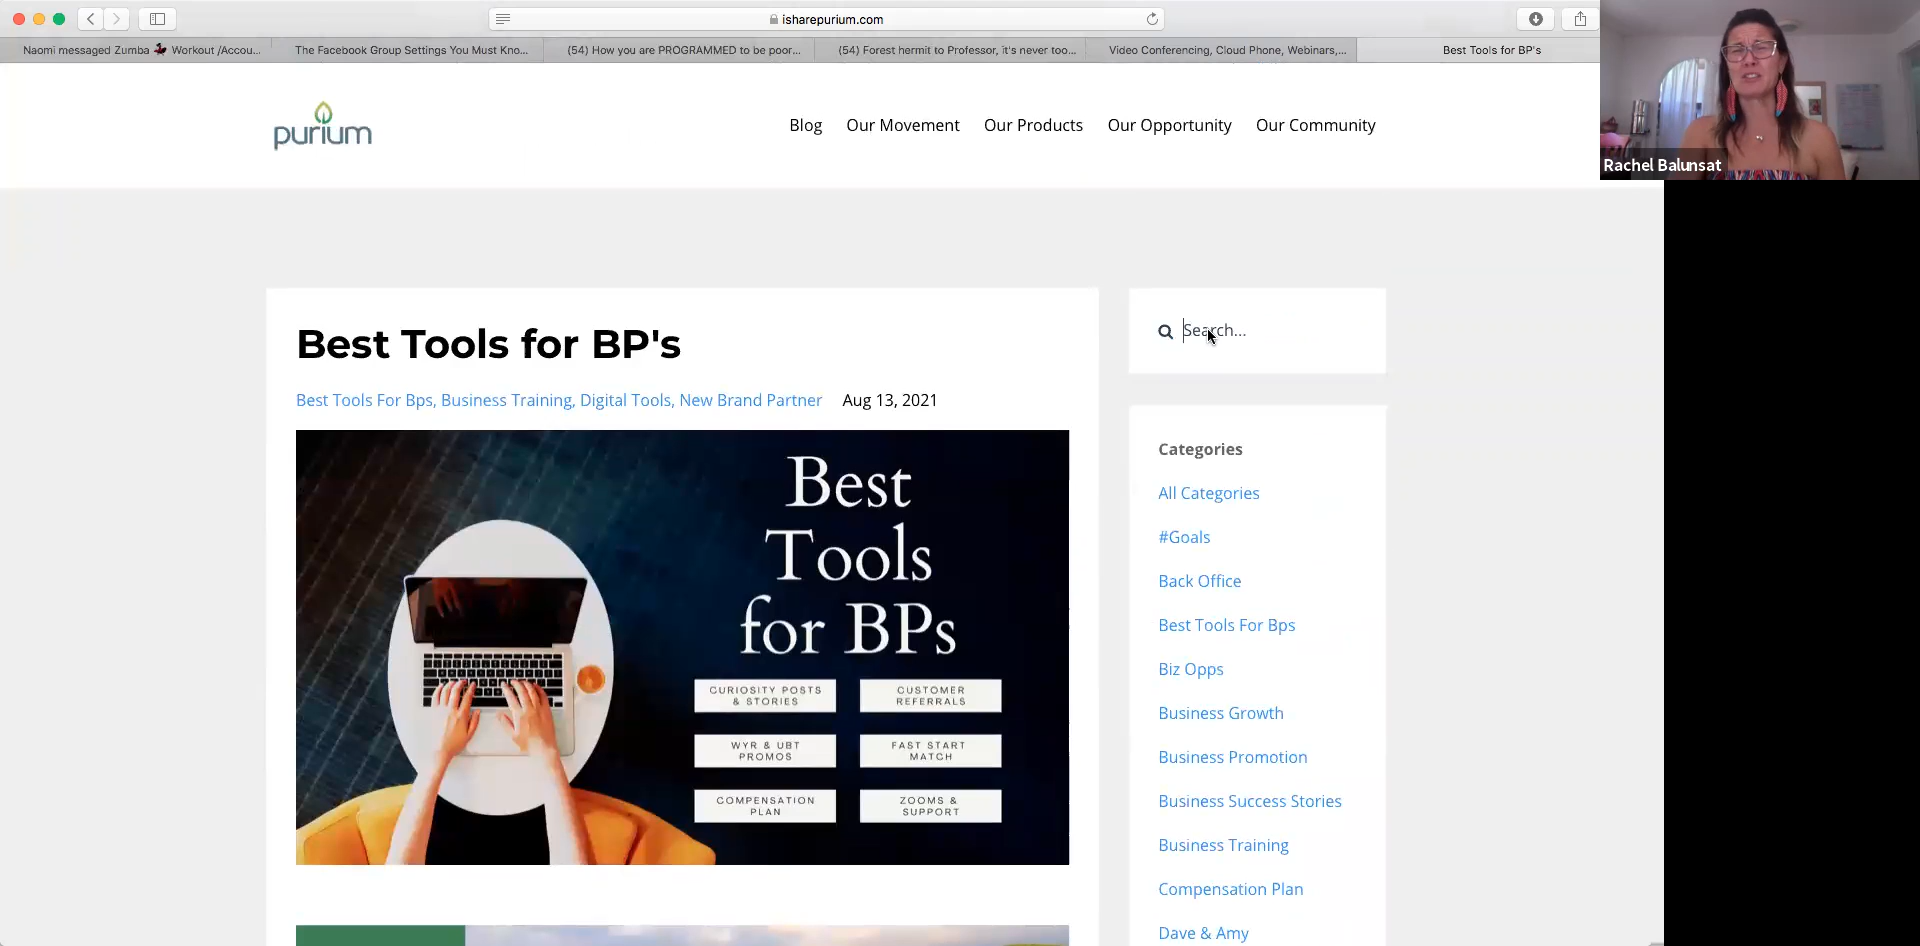 isharepurium.com
Naomi messaged Zumba 💃 Workout /Accou...
The Facebook Group Settings You Must Kno...
(54) How you are PROGRAMMED to be poor...
(54) Forest hermit to Professor, it's never too...
Video Conferencing, Cloud Phone, Webinars,...
Best Tools for BP's
Rachel Balunsat
purium
Blog
Our Movement
Our Products
Our Opportunity
Our Community
Best Tools for BP's
Best Tools For Bps, Business Training, Digital Tools, New Brand Partner Aug 13, 2021
Best
Tools
for BPs
CURIOSITY POSTS
& STORIES
CUSTOMER
REFERRALS
WYR & UBT
PROMOS
FAST START
MATCH
COMPENSATION
PLAN
ZOOMS &
SUPPORT
Search...
Categories
All Categories
#Goals
Back Office
Best Tools For Bps
Biz Opps
Business Growth
Business Promotion
Business Success Stories
Business Training
Compensation Plan
Dave & Amy